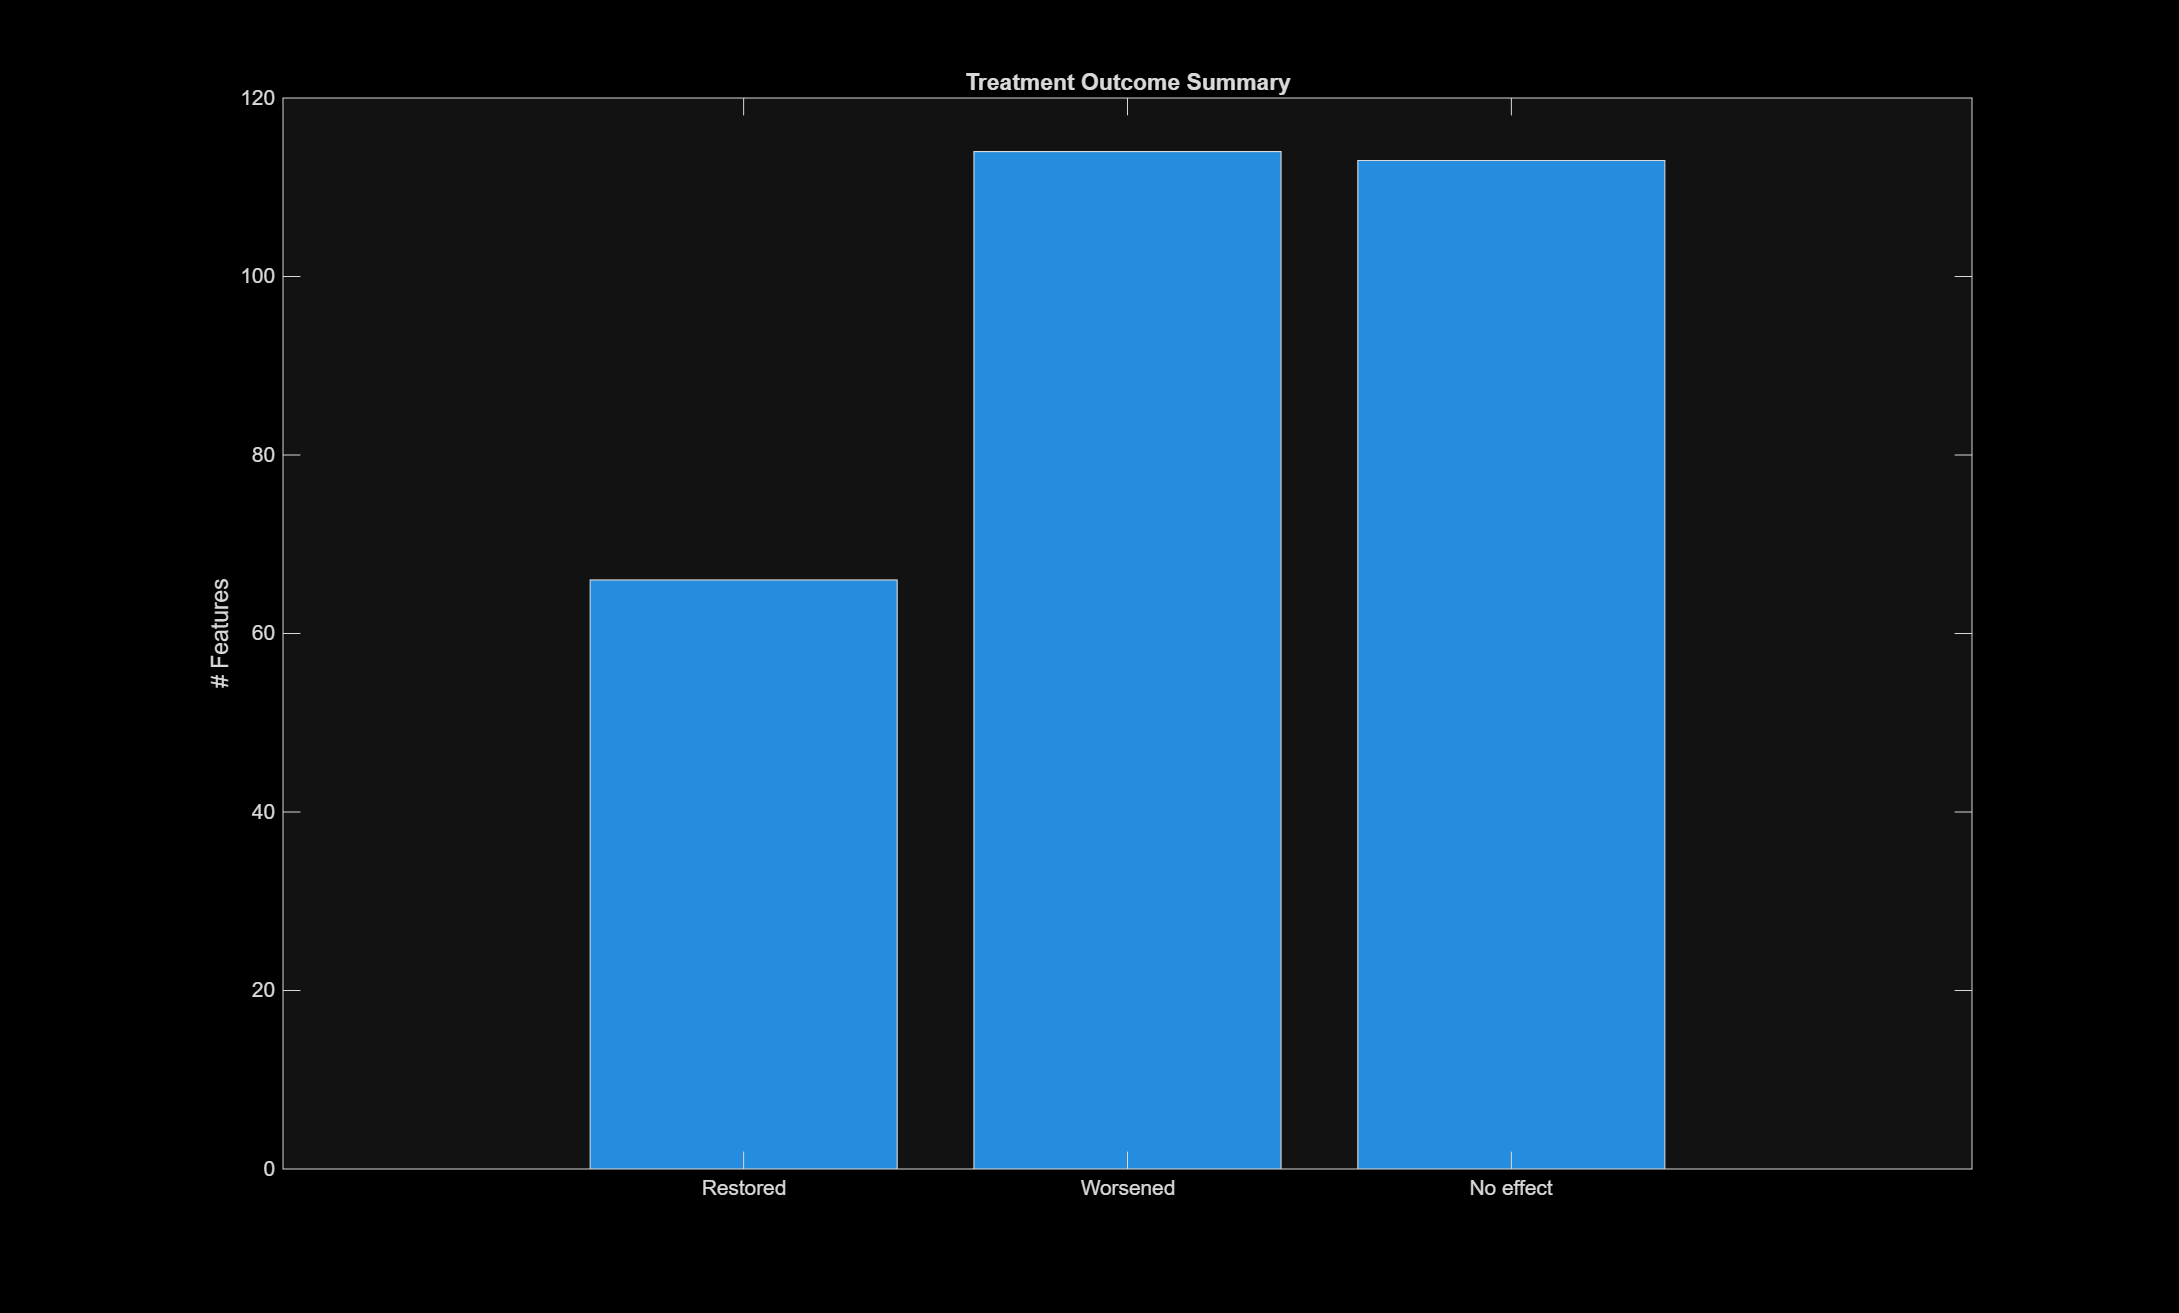 Treatment Outcome Summary
120
100
80
60
40
20
0
# Features
Restored
Worsened
No effect